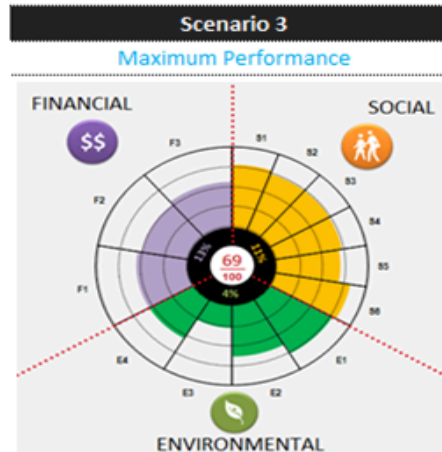 Scenario 3
Maximum Performance
FINANCIAL
SOCIAL
$$
F3
S1
S2
S3
F2
S4
13%
11%
69
100
S5
4%
F1
S6
E4
E1
E3
E2
ENVIRONMENTAL